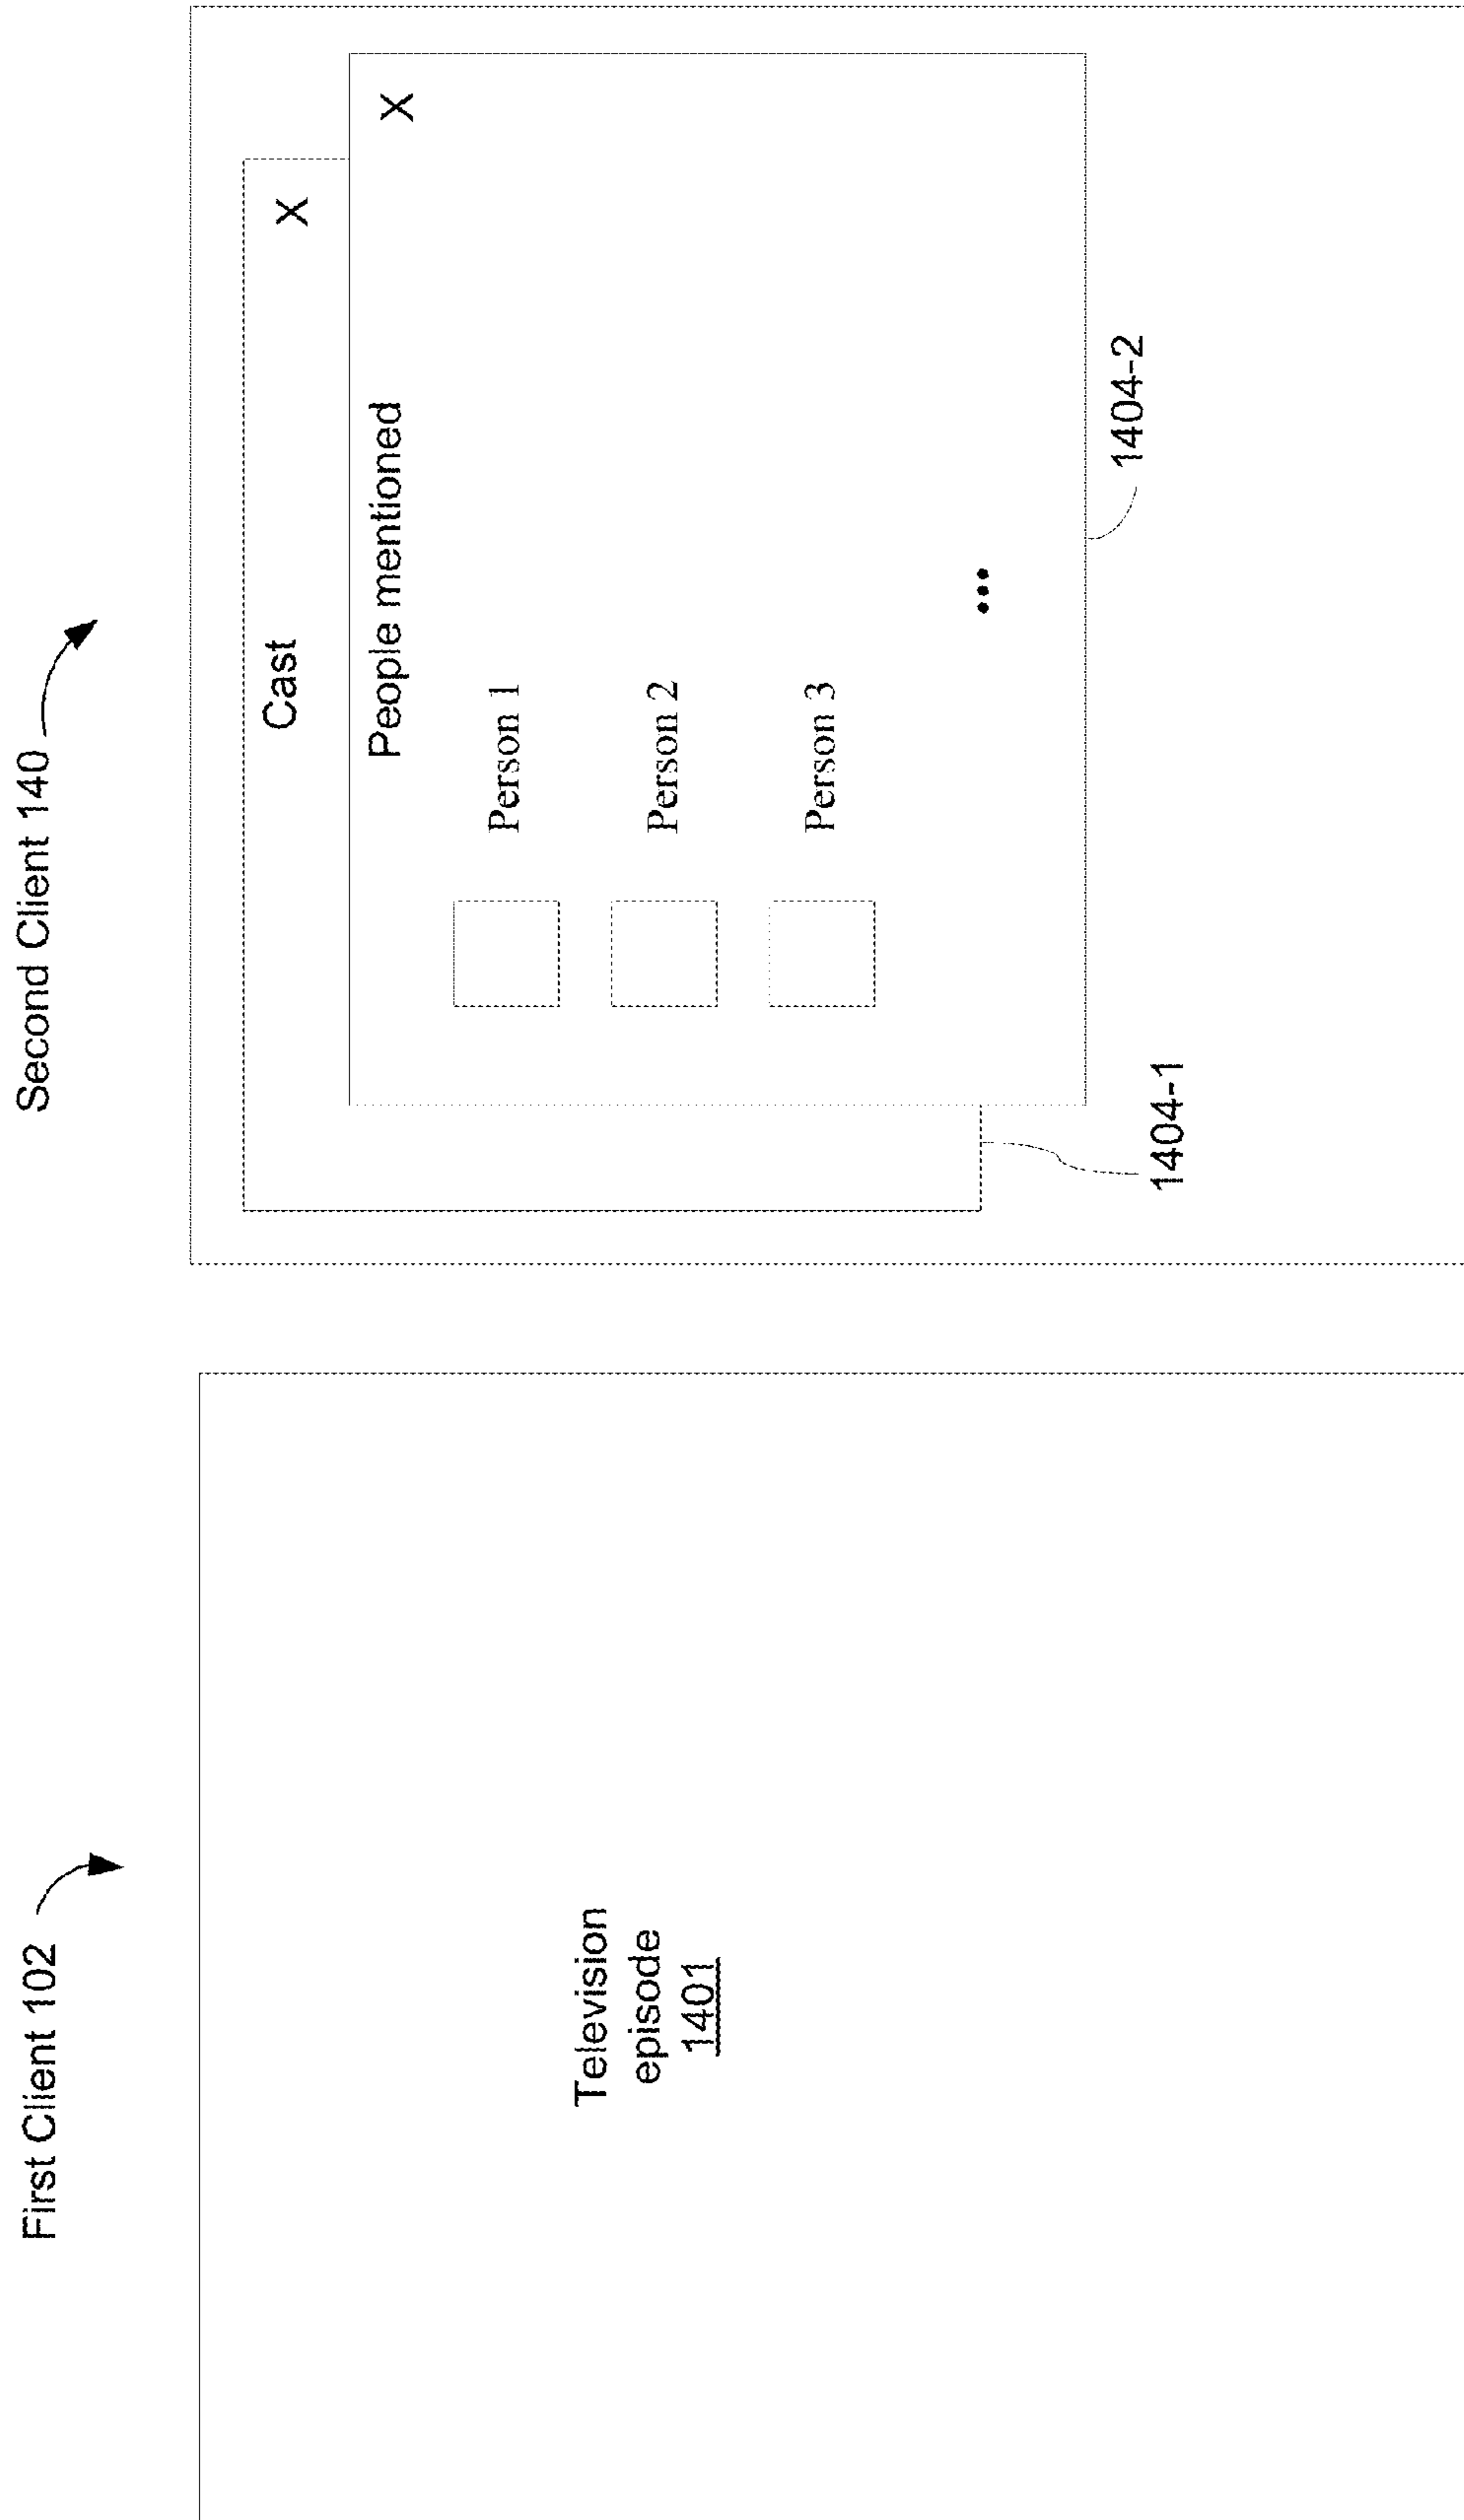 First Client 102
Television
episode
1401
Second Client 140
Cast
X
People mentioned
X
Person 1
Person 2
Person 3
...
1404-1
1404-2